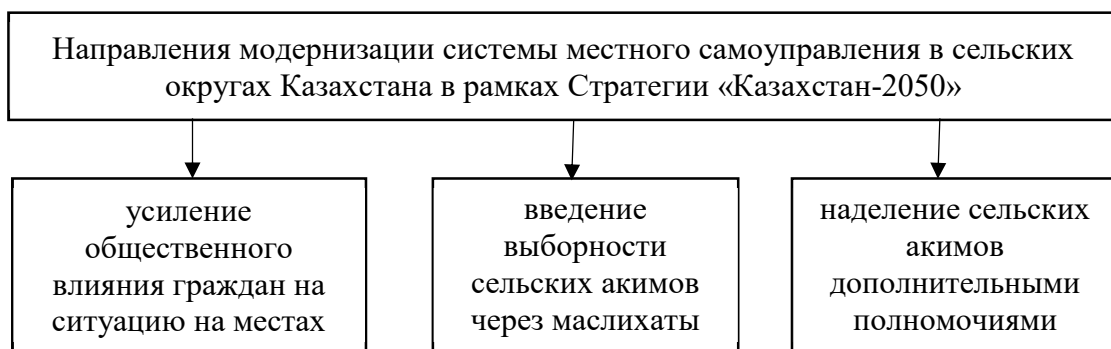 Направления модернизации системы местного самоуправления в сельских
округах Казахстана в рамках Стратегии «Казахстан-2050»
усиление
общественного
влияния граждан на
ситуацию на местах
введение
выборности
сельских акимов
через маслихаты
наделение сельских
акимов
дополнительными
полномочиями